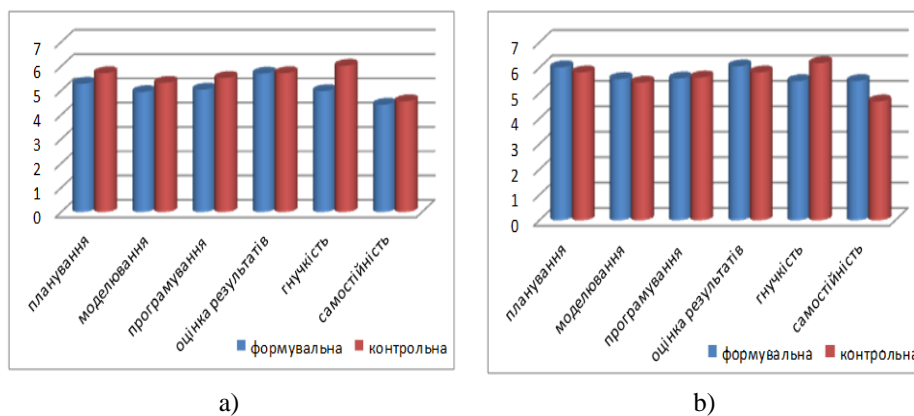 7
6
5
4
3
2
1
0
планування
моделювання
програмування
оцінка результатів
гнучкість
самостійність
формувальна
контрольна
a)
7
6
5
4
3
2
1
0
планування
моделювання
програмування
оцінка результатів
гнучкість
самостійність
формувальна
контрольна
b)